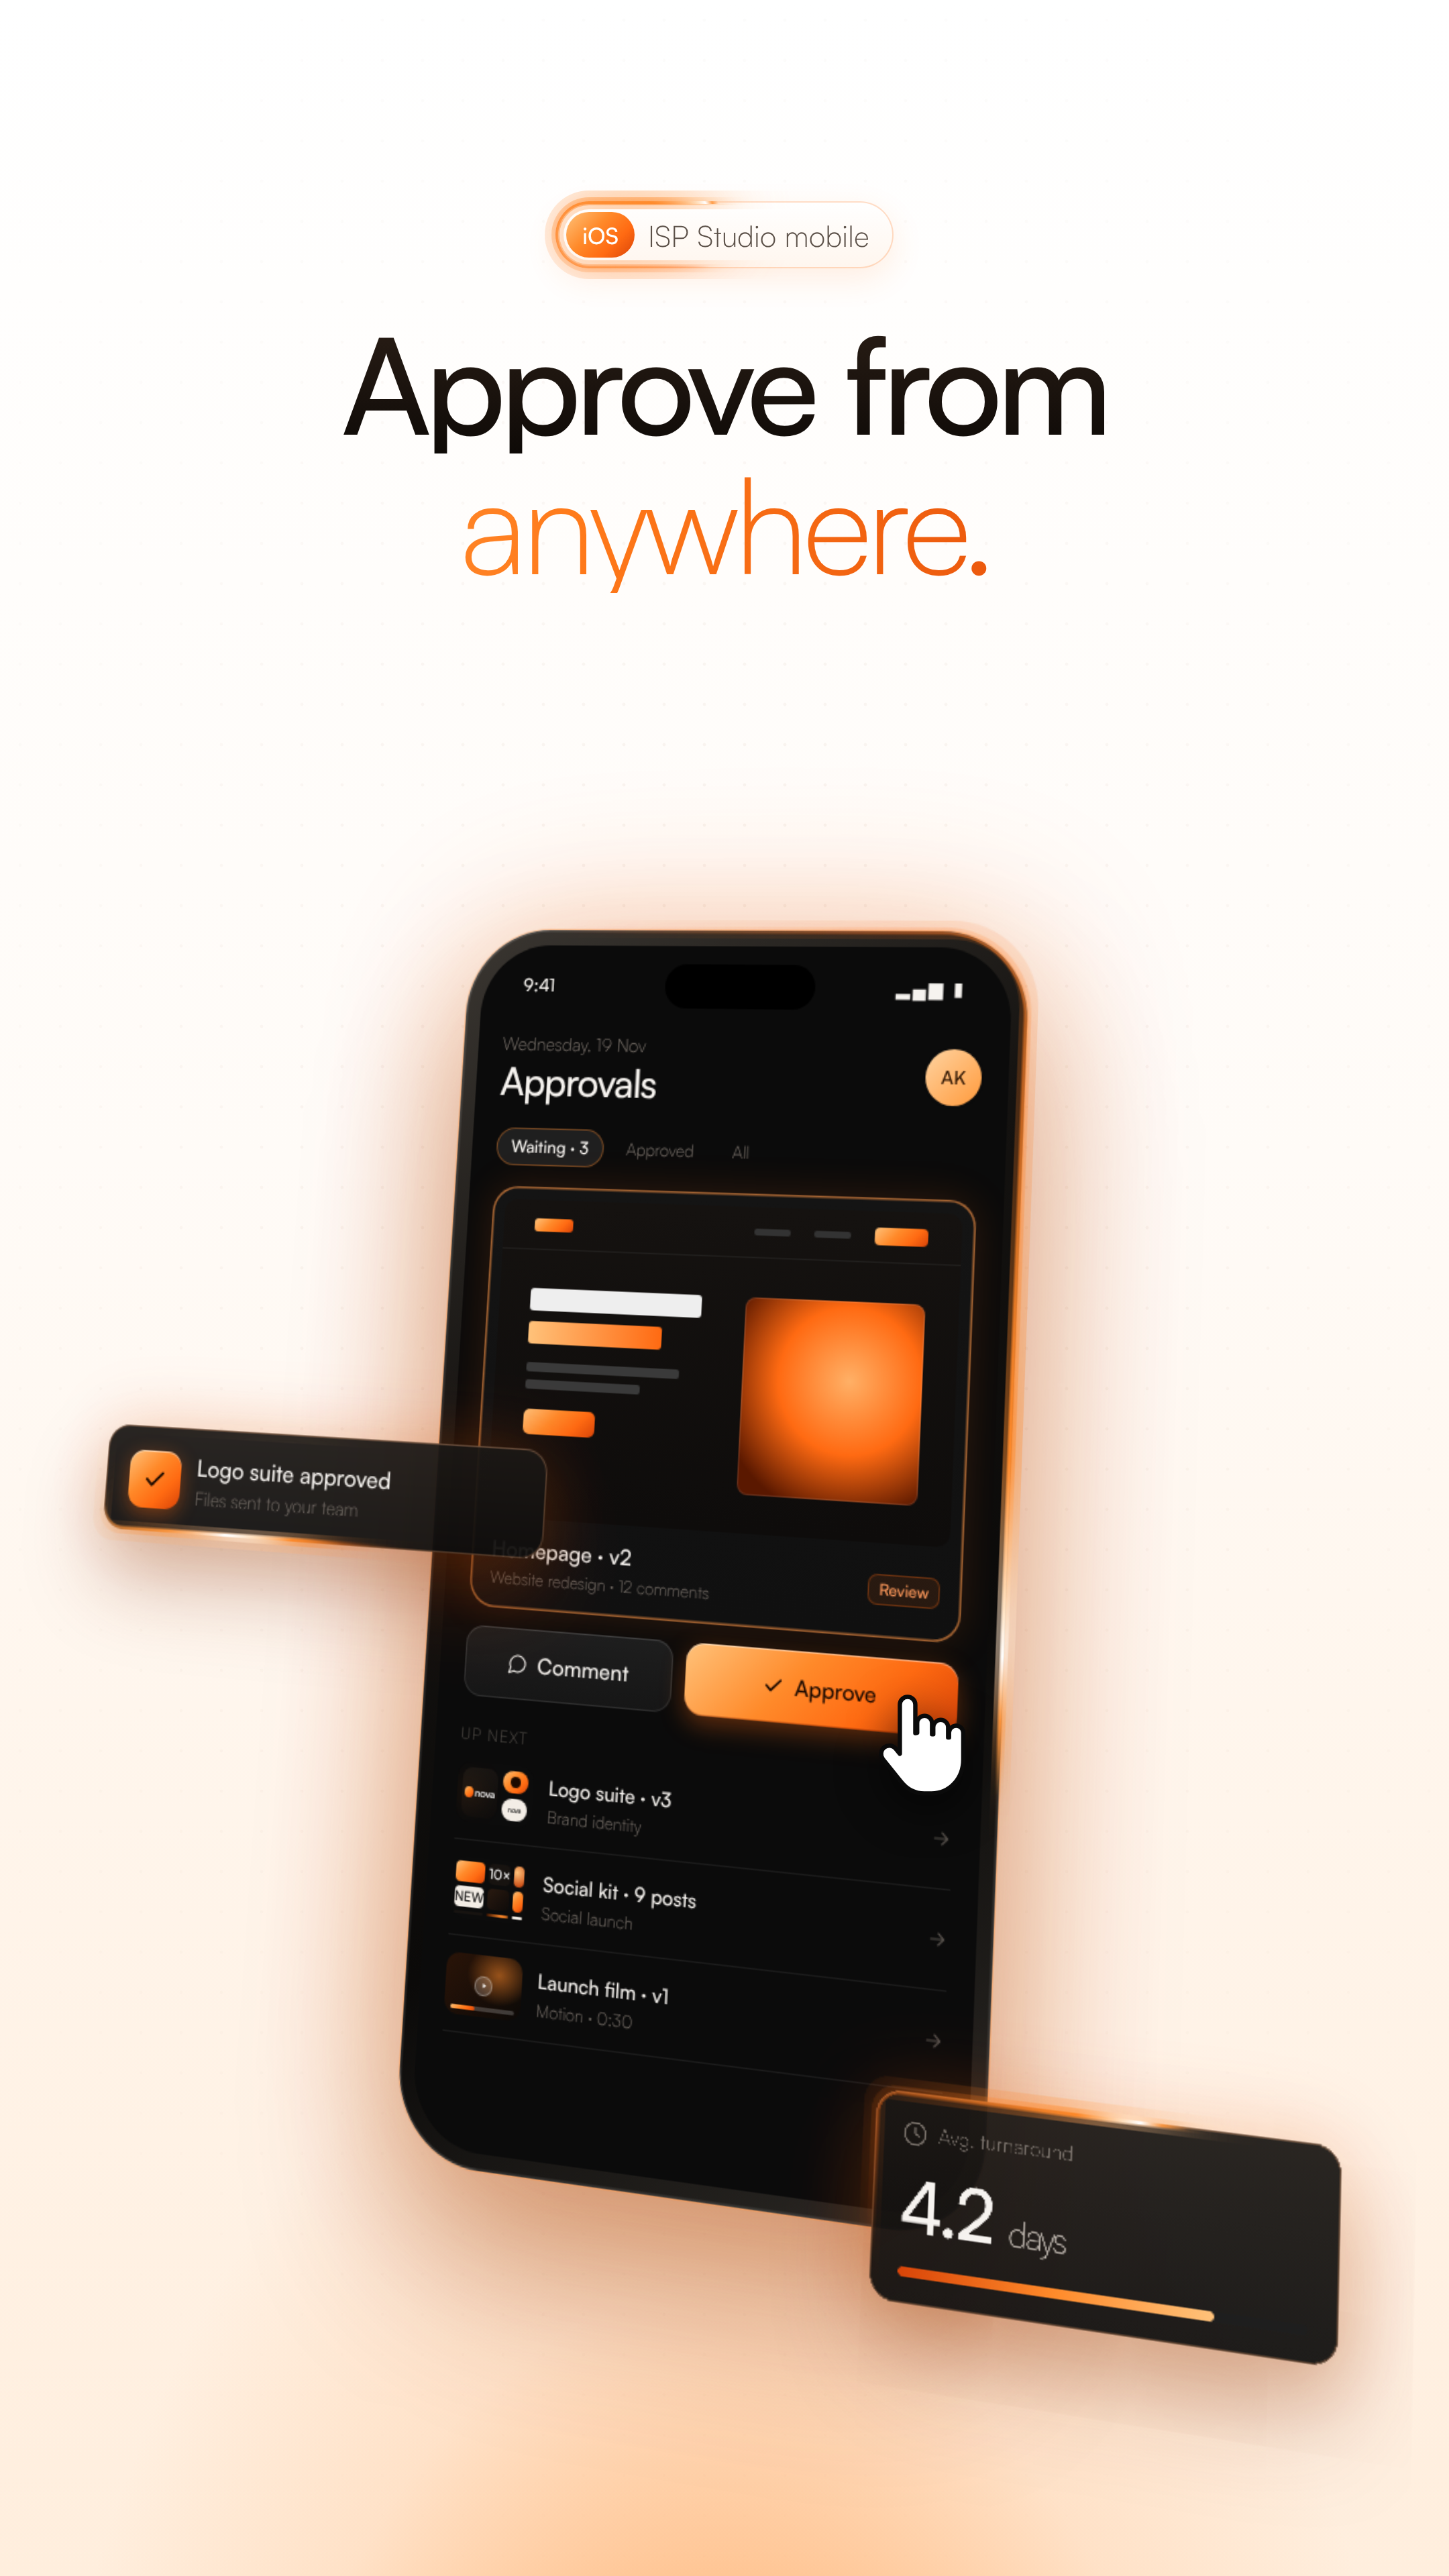 iOS ISP Studio mobile
Approve from
anywhere.
9:41
Wednesday, 19 Nov
Approvals
AK
Waiting · 3 Approved All
Logo suite approved
Files sent to your team
Homepage · v2
Website redesign · 12 comments
Review
Comment
Approve
UP NEXT
nova
Logo suite · v3
Brand identity
10×
NEW
Social kit · 9 posts
Social launch
Launch film · v1
Motion · 0:30
Avg. turnaround
4.2 days